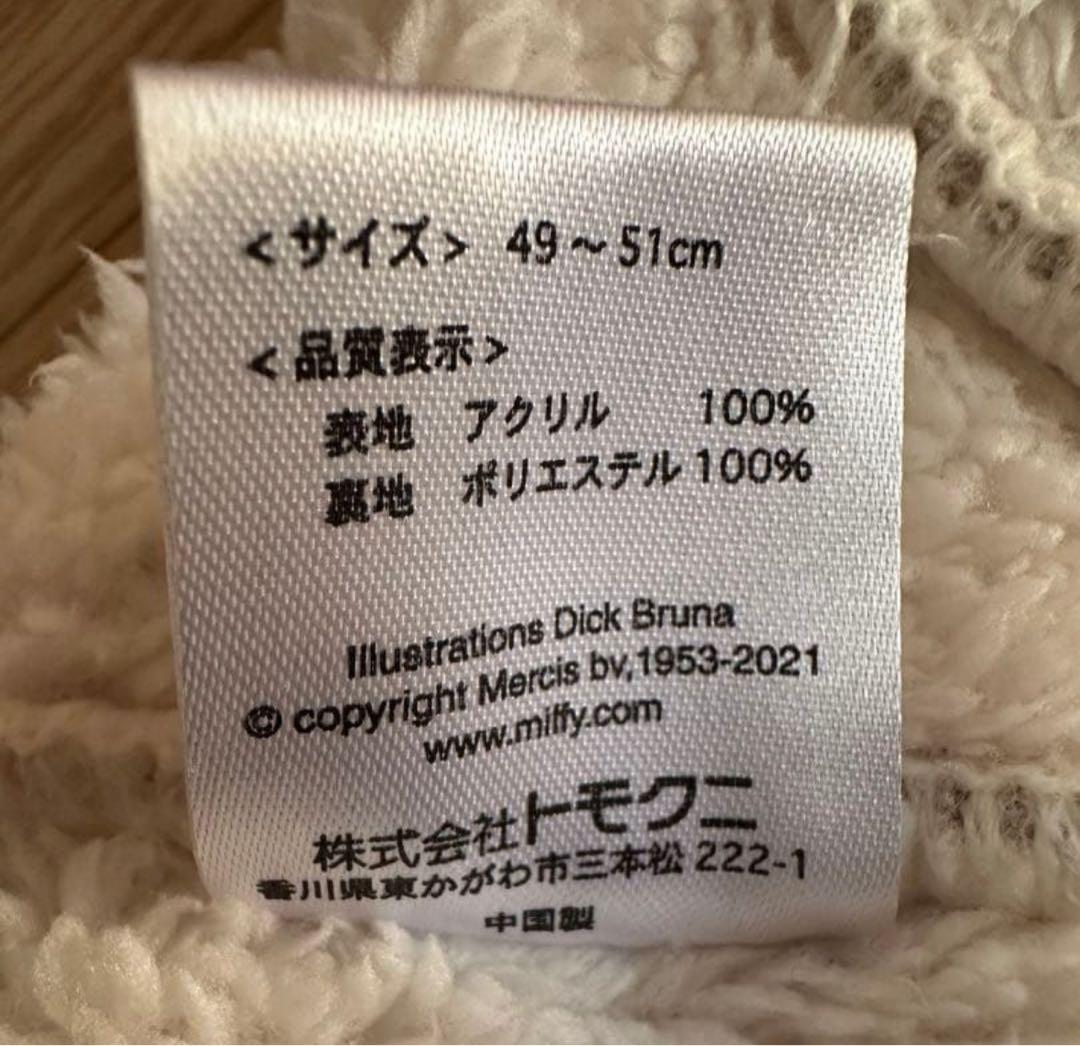 <サイズ> 49～51cm
<品質表示>
表地 アクリル 100%
裏地 ポリエステル 100%
Illustrations Dick Bruna
© copyright Mercis bv,1953-2021
www.miffy.com
株式会社トモクニ
香川県東かがわ市三本松 222-1
中国製